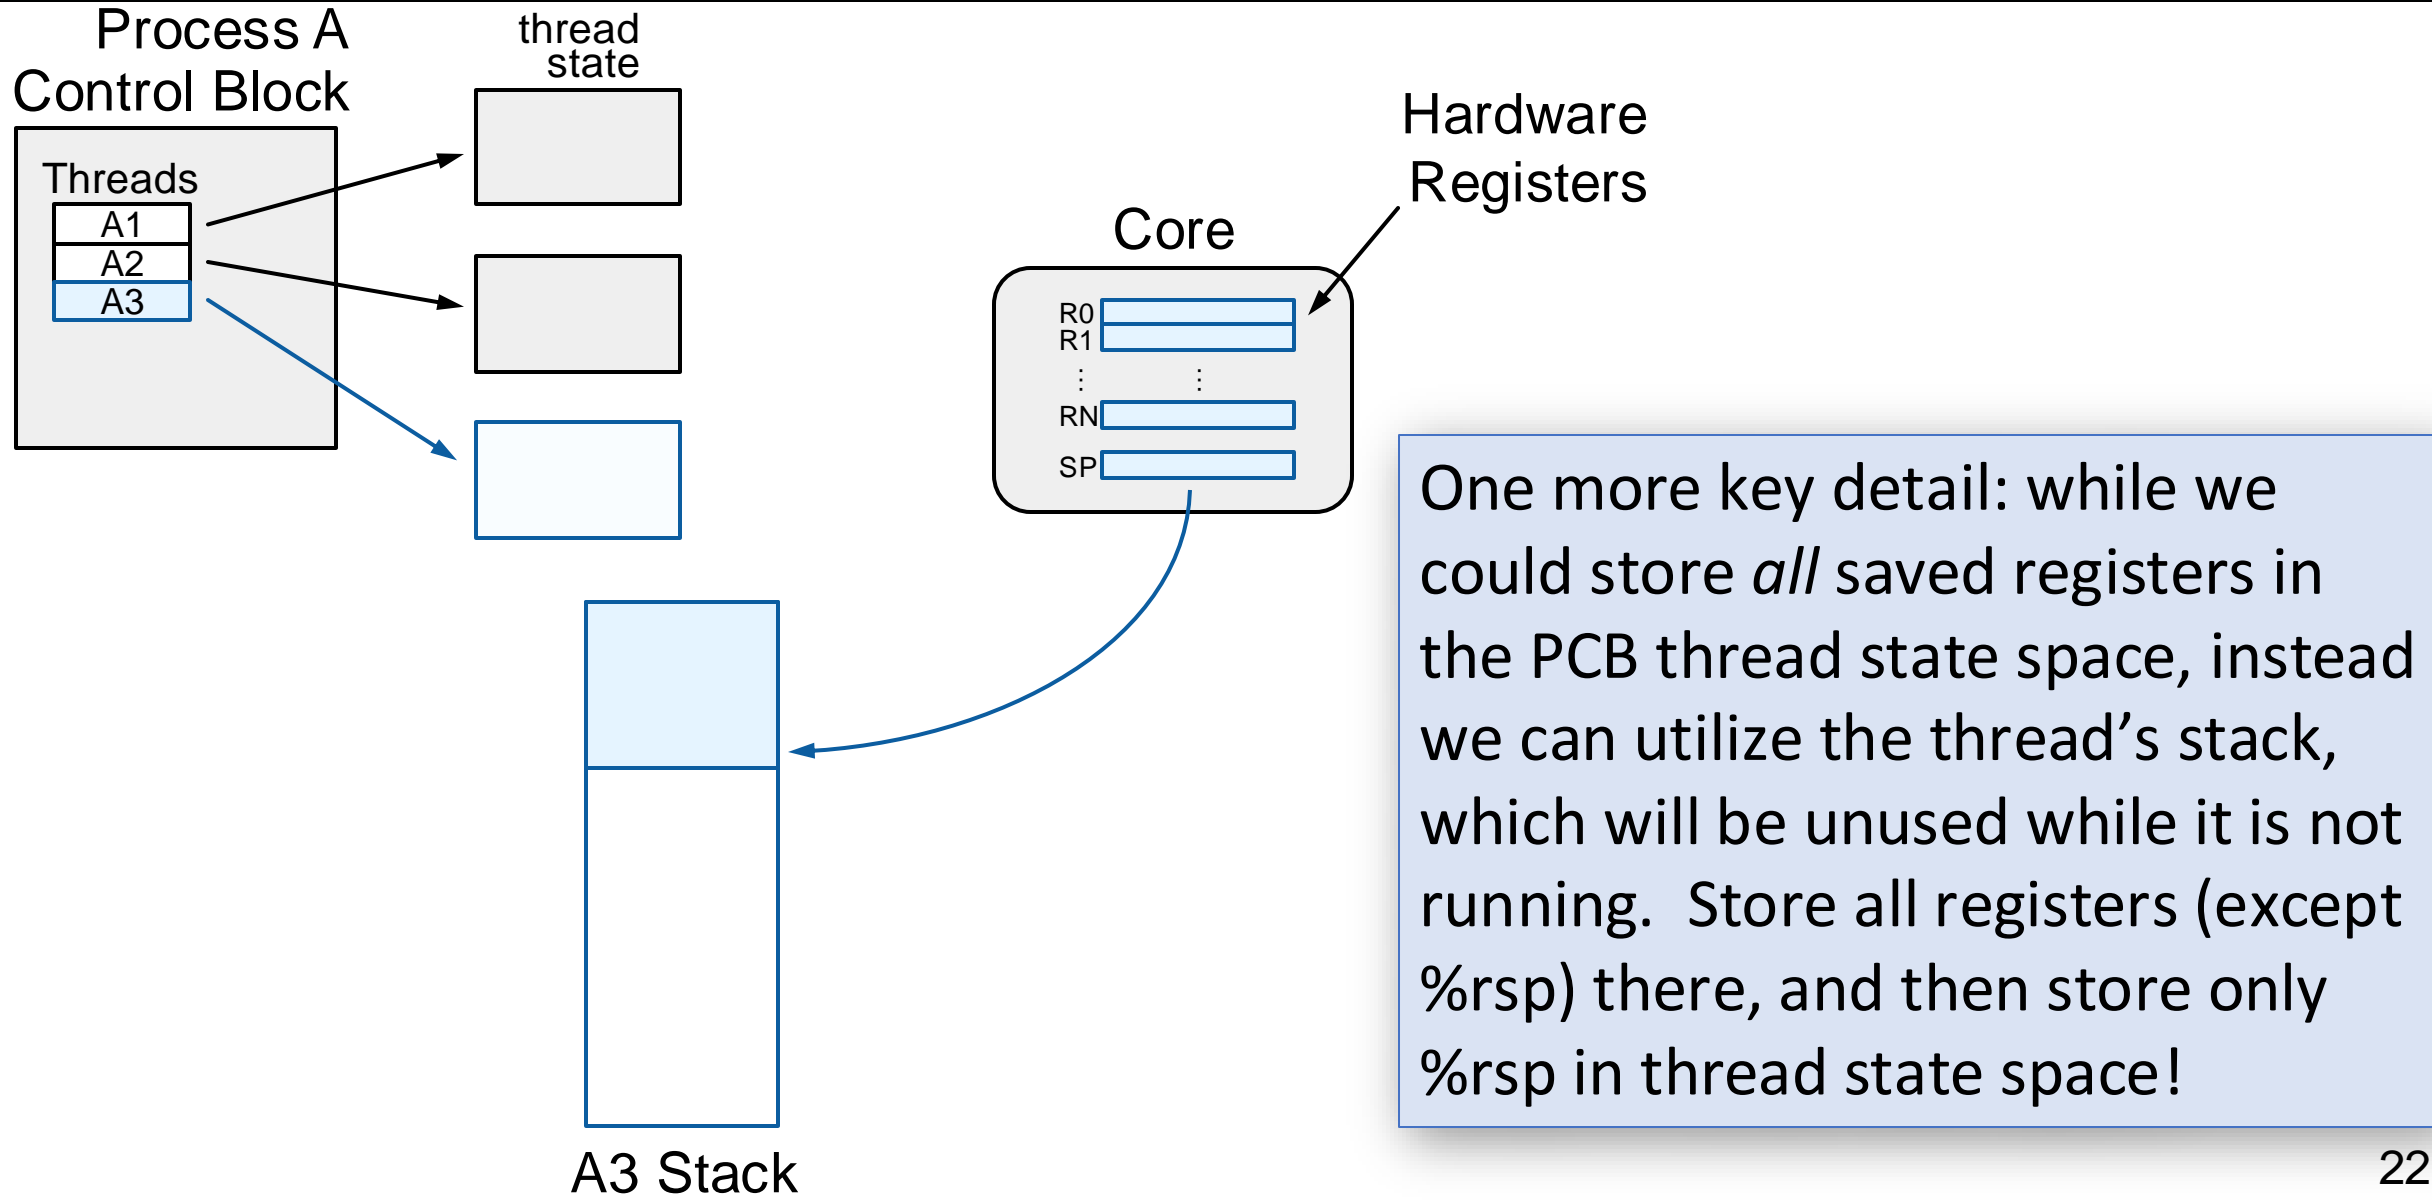 Process A
Control Block
thread
state
Threads
A1
A2
A3
Hardware
Registers
Core
R0
R1
⋮ ⋮
RN
SP
One more key detail: while we
could store all saved registers in
the PCB thread state space, instead
we can utilize the thread’s stack,
which will be unused while it is not
running.  Store all registers (except
%rsp) there, and then store only
%rsp in thread state space!
A3 Stack
22